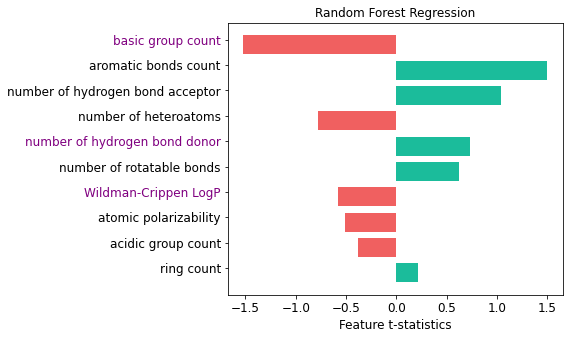 Random Forest Regression
basic group count
aromatic bonds count
number of hydrogen bond acceptor
number of heteroatoms
number of hydrogen bond donor
number of rotatable bonds
Wildman-Crippen LogP
atomic polarizability
acidic group count
ring count
−1.5 −1.0 −0.5 0.0 0.5 1.0 1.5
Feature t-statistics